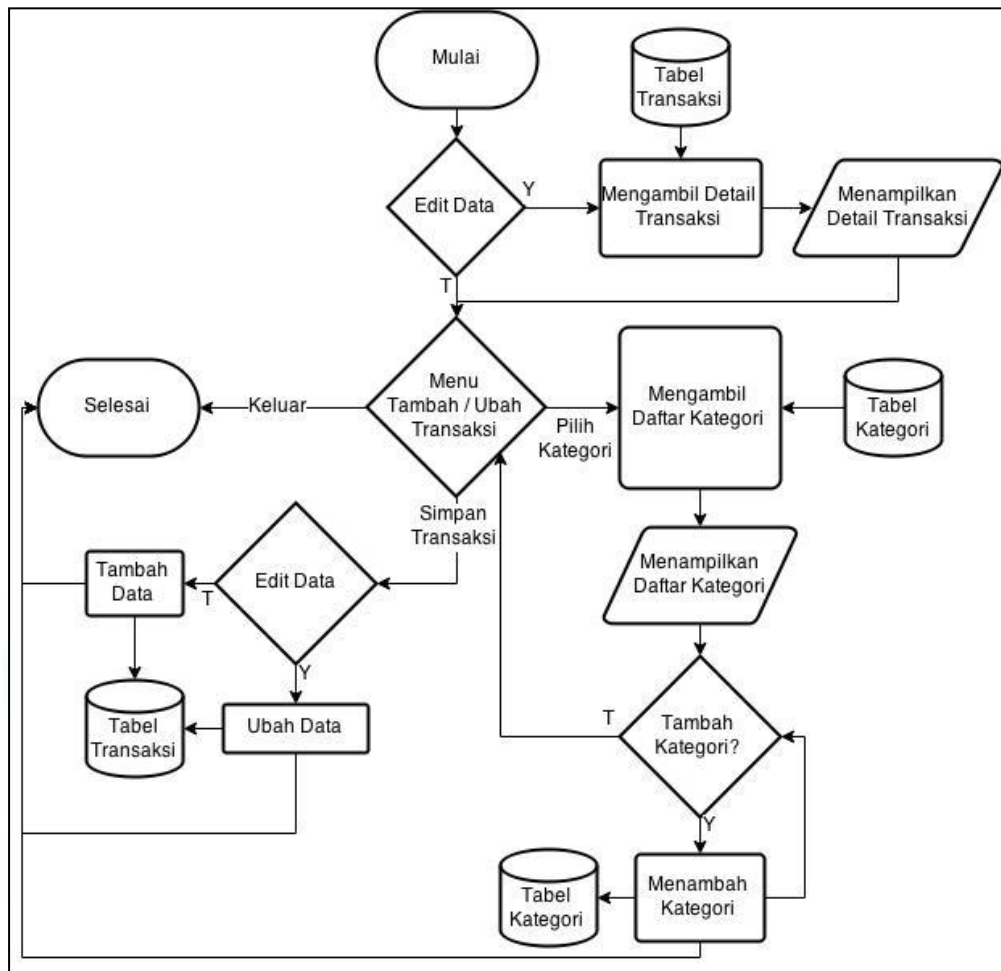 Mulai
Tabel
Transaksi
Edit Data
Y
Mengambil Detail
Transaksi
Menampilkan
Detail Transaksi
T
Selesai
Keluar
Menu
Tambah / Ubah
Transaksi
Pilih
Kategori
Mengambil
Daftar Kategori
Tabel
Kategori
Simpan
Transaksi
Tambah
Data
T
Edit Data
Menampilkan
Daftar Kategori
Y
Tabel
Transaksi
Ubah Data
T
Tambah
Kategori?
Y
Tabel
Kategori
Menambah
Kategori